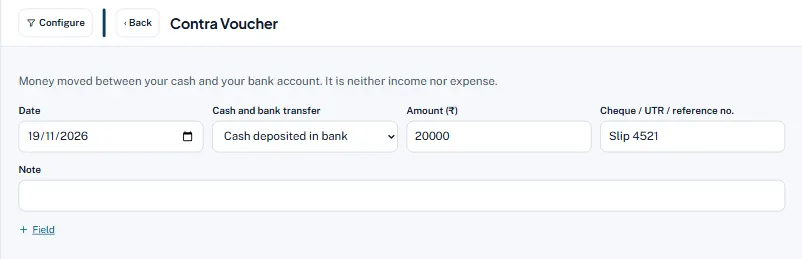 Configure
‹ Back
Contra Voucher
Money moved between your cash and your bank account. It is neither income nor expense.
Date
Cash and bank transfer
Amount (₹)
Cheque / UTR / reference no.
19/11/2026
Cash deposited in bank
20000
Slip 4521
Note
+ Field